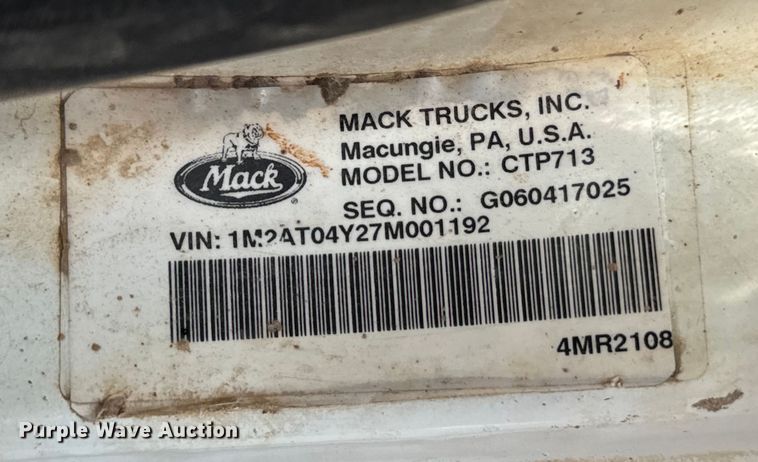 MACK TRUCKS, INC.
Macungie, PA, U.S.A.
MODEL NO.: CTP713
Mack
®
SEQ. NO.: G060417025
VIN: 1M2AT04Y27M001192
4MR2108
Purple Wave Auction